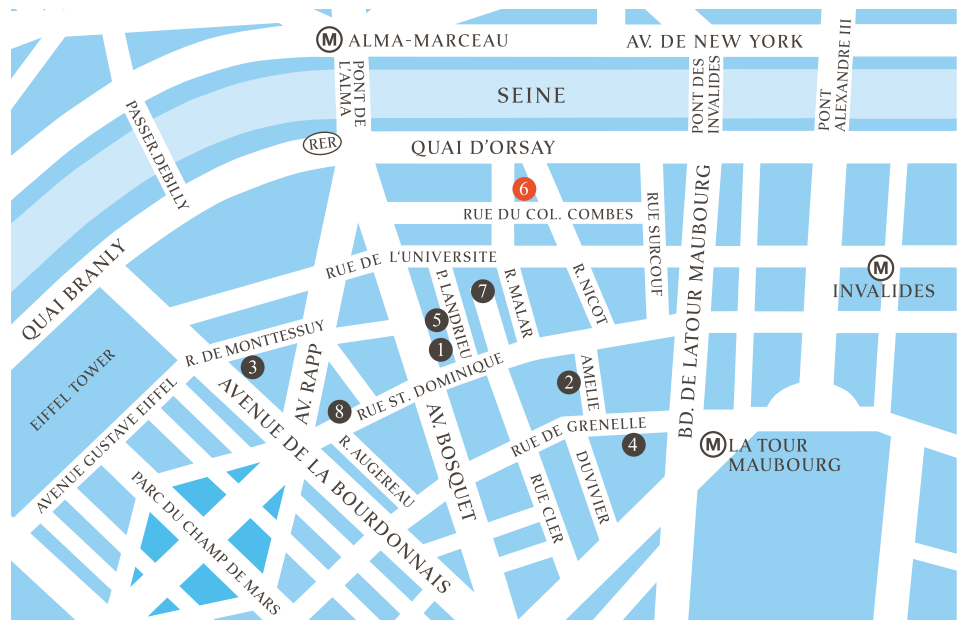 M ALMA-MARCEAU
AV. DE NEW YORK
PONT
ALEXANDRE III
PONT DE
L'ALMA
PONT DES
INVALIDES
SEINE
PASSER.DEBILLY
RER
QUAI D'ORSAY
6
RUE DU COL. COMBES
RUE SURCOUF
BD. DE LATOUR MAUBOURG
QUAI BRANLY
RUE DE L'UNIVERSITE
P. LANDRIEU
7
R. MALAR
R. NICOT
M
INVALIDES
5
1
R. DE MONTTESSUY
3
EIFFEL TOWER
AVENUE GUSTAVE EIFFEL
AV. RAPP
8
RUE ST. DOMINIQUE
2
AMELIE
AVENUE DE LA BOURDONNAIS
AV. BOSQUET
RUE DE GRENELLE
4
M LA TOUR
MAUBOURG
R. AUGEREAU
PARC DU CHAMP DE MARS
RUE CLER
DUVIVIER